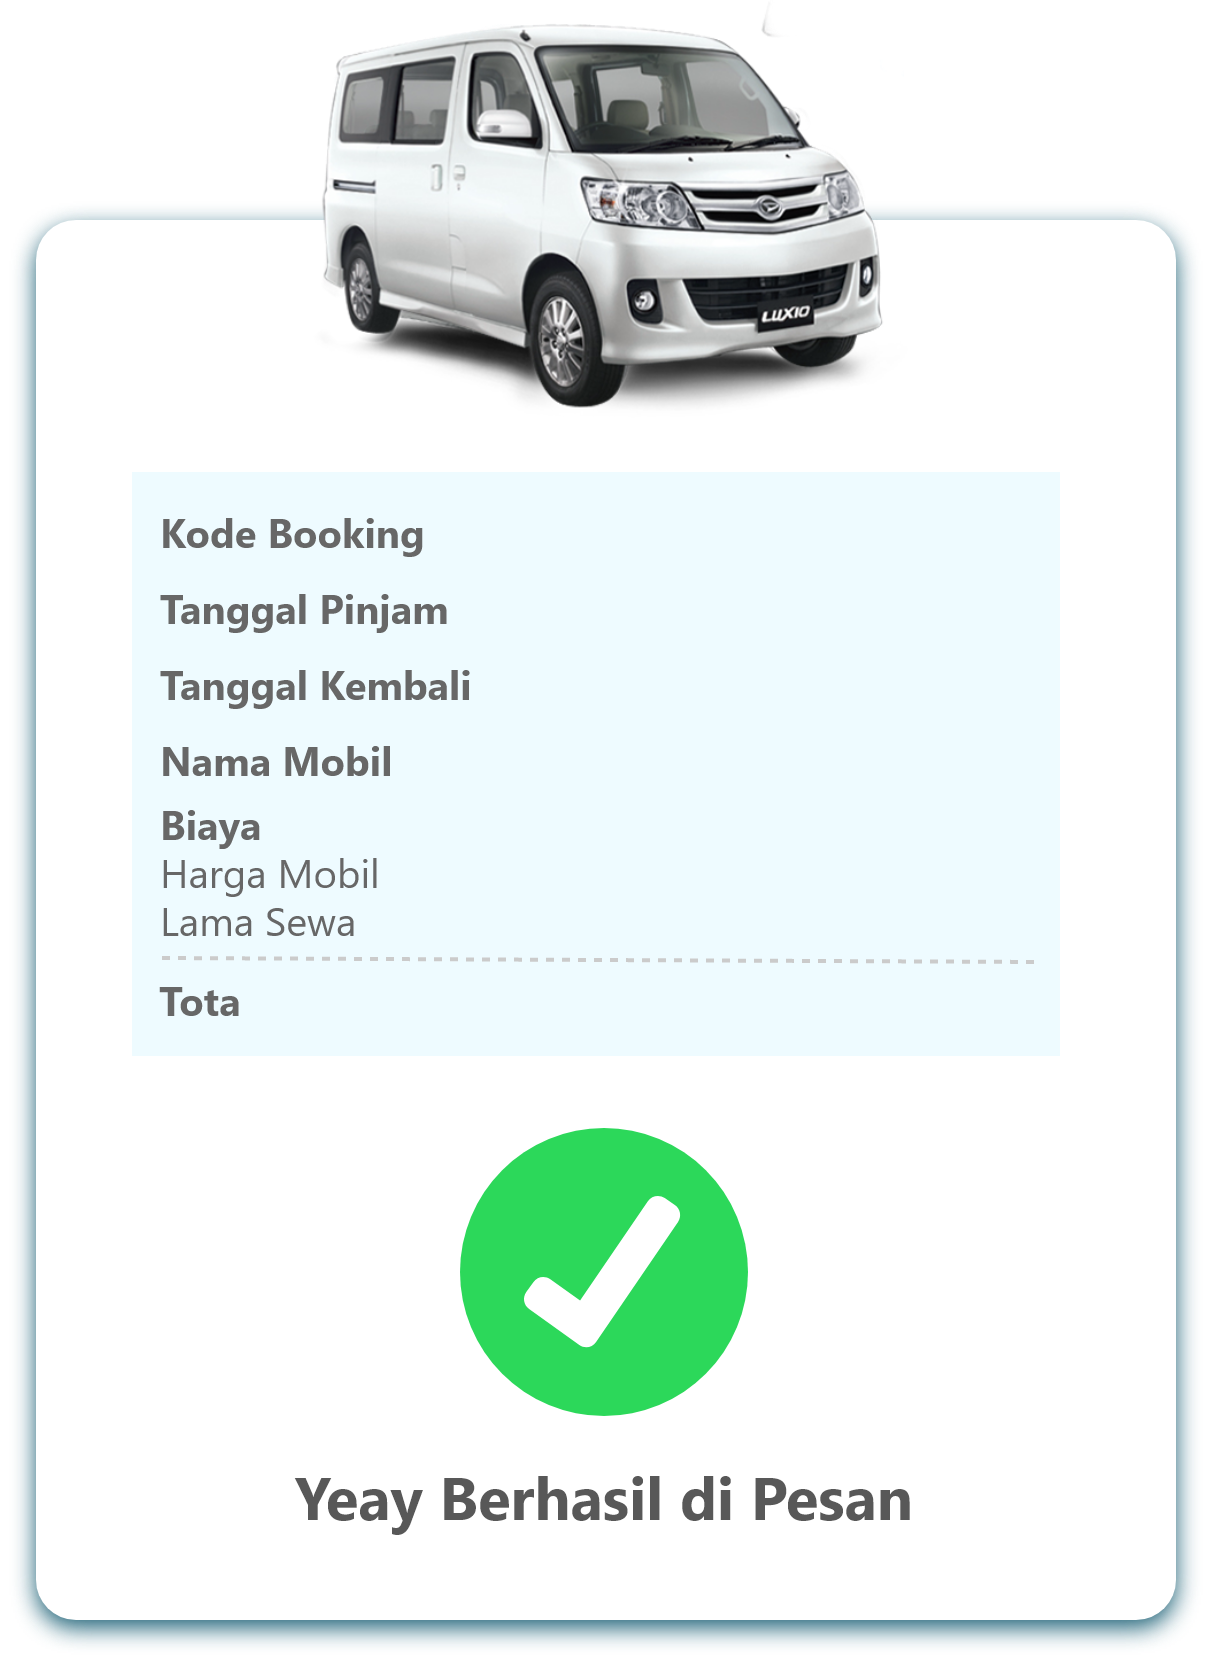 LUXIO
Kode Booking
Tanggal Pinjam
Tanggal Kembali
Nama Mobil
Biaya
Harga Mobil
Lama Sewa
Tota
Yeay Berhasil di Pesan